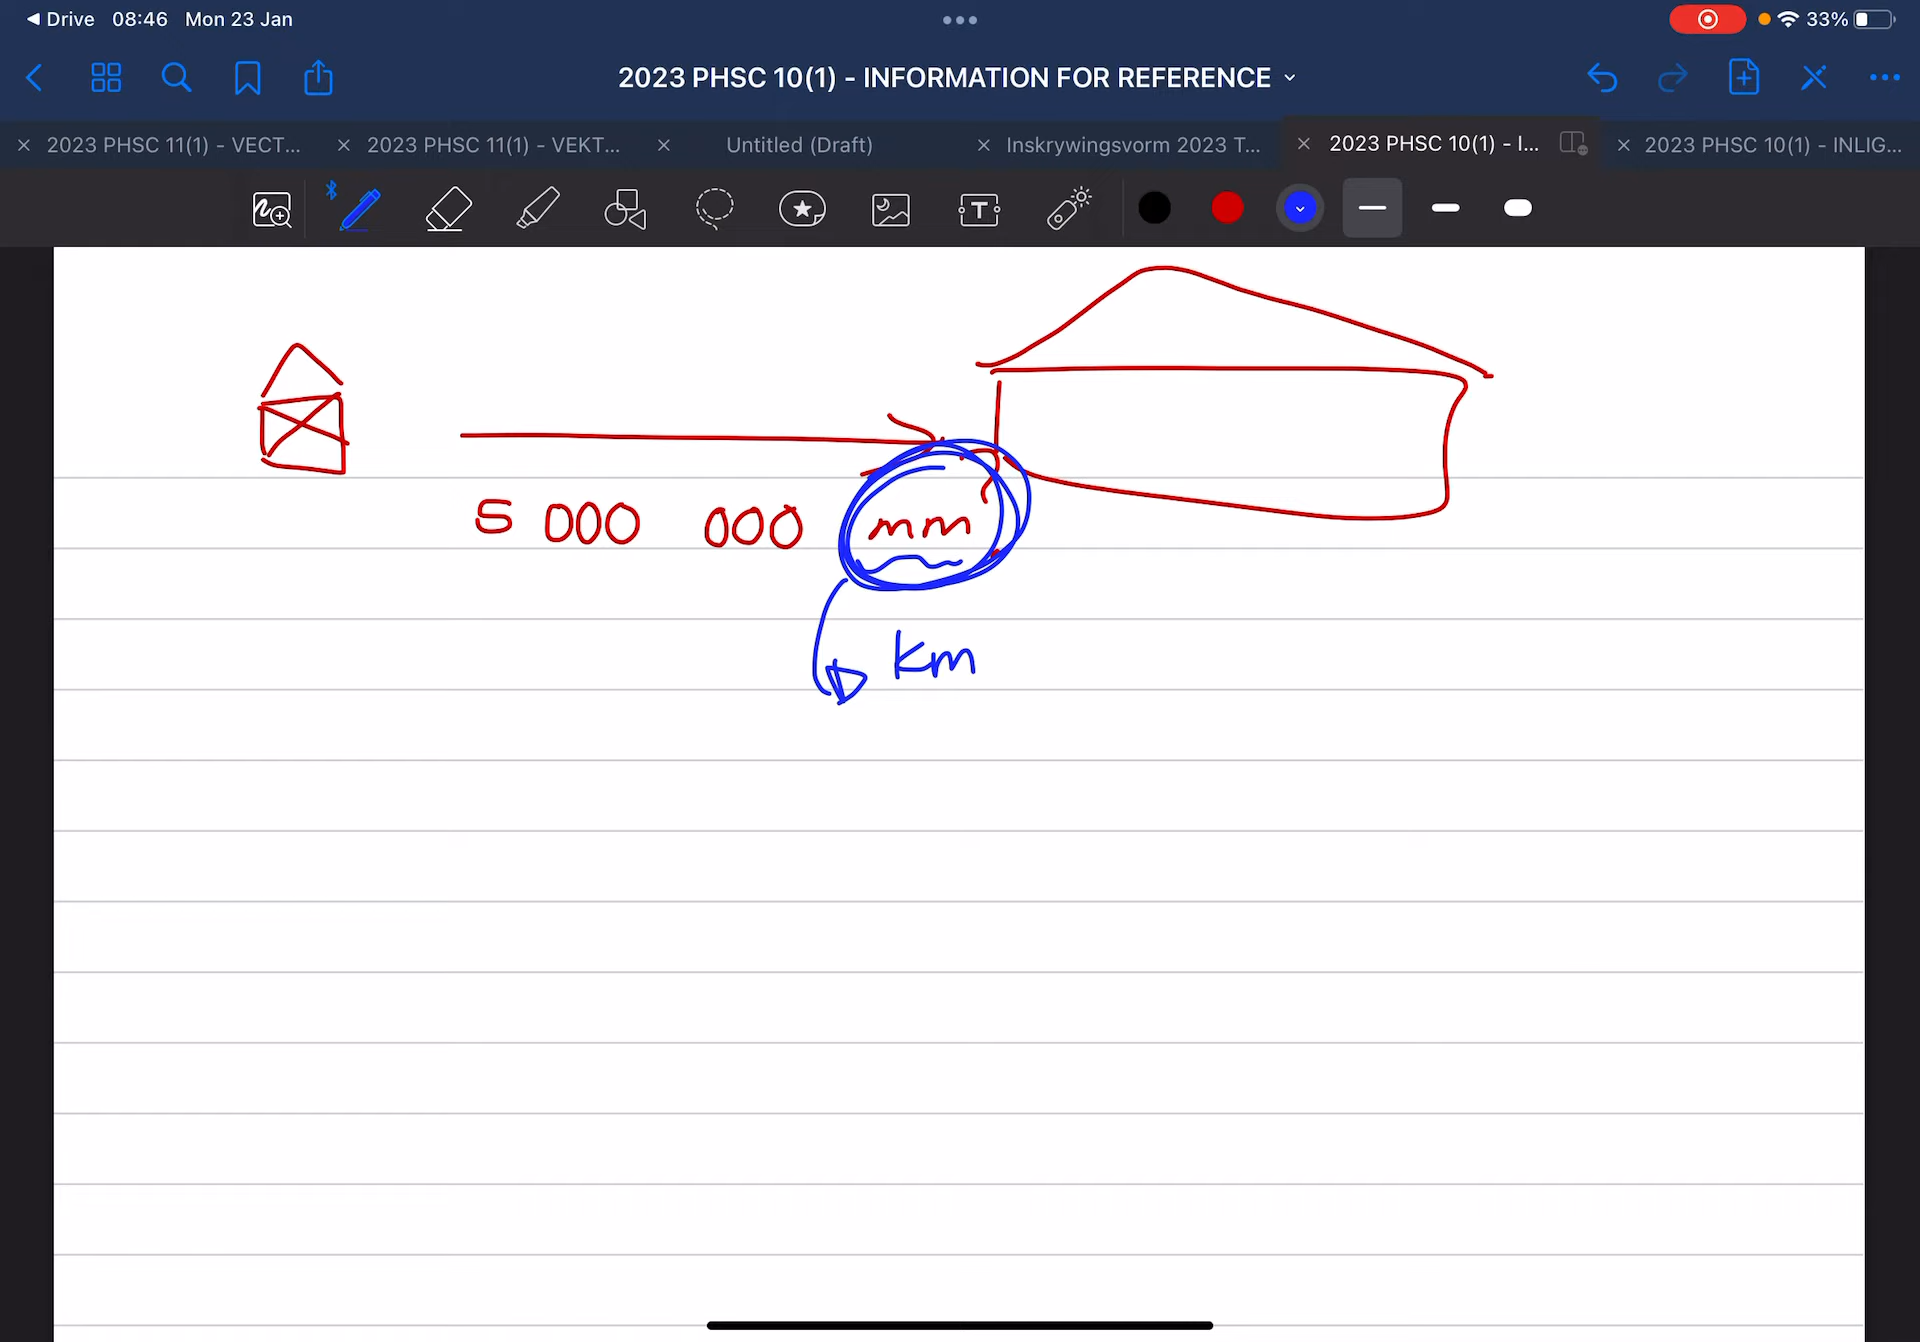 Drive 08:46 Mon 23 Jan
33%
2023 PHSC 10(1) - INFORMATION FOR REFERENCE
2023 PHSC 11(1) - VECT...
2023 PHSC 11(1) - VEKT...
Untitled (Draft)
Inskrywingsvorm 2023 T...
2023 PHSC 10(1) - I...
2023 PHSC 10(1) - INLIG...
T
5 000 000 mm
km